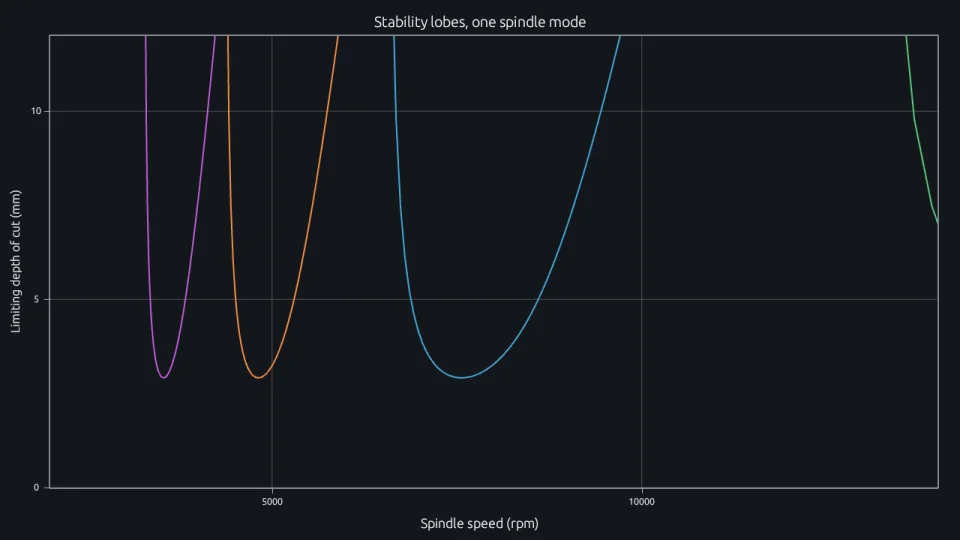 Stability lobes, one spindle mode
10
5
0
Limiting depth of cut (mm)
5000
10000
Spindle speed (rpm)